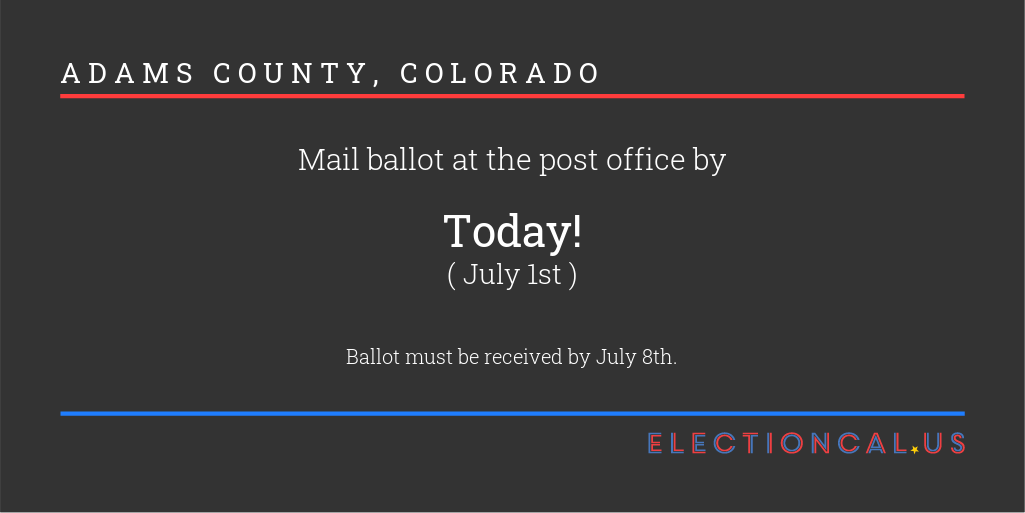 ADAMS COUNTY, COLORADO
Mail ballot at the post office by
Today!
( July 1st )
Ballot must be received by July 8th.
ELECTIONCAL.US